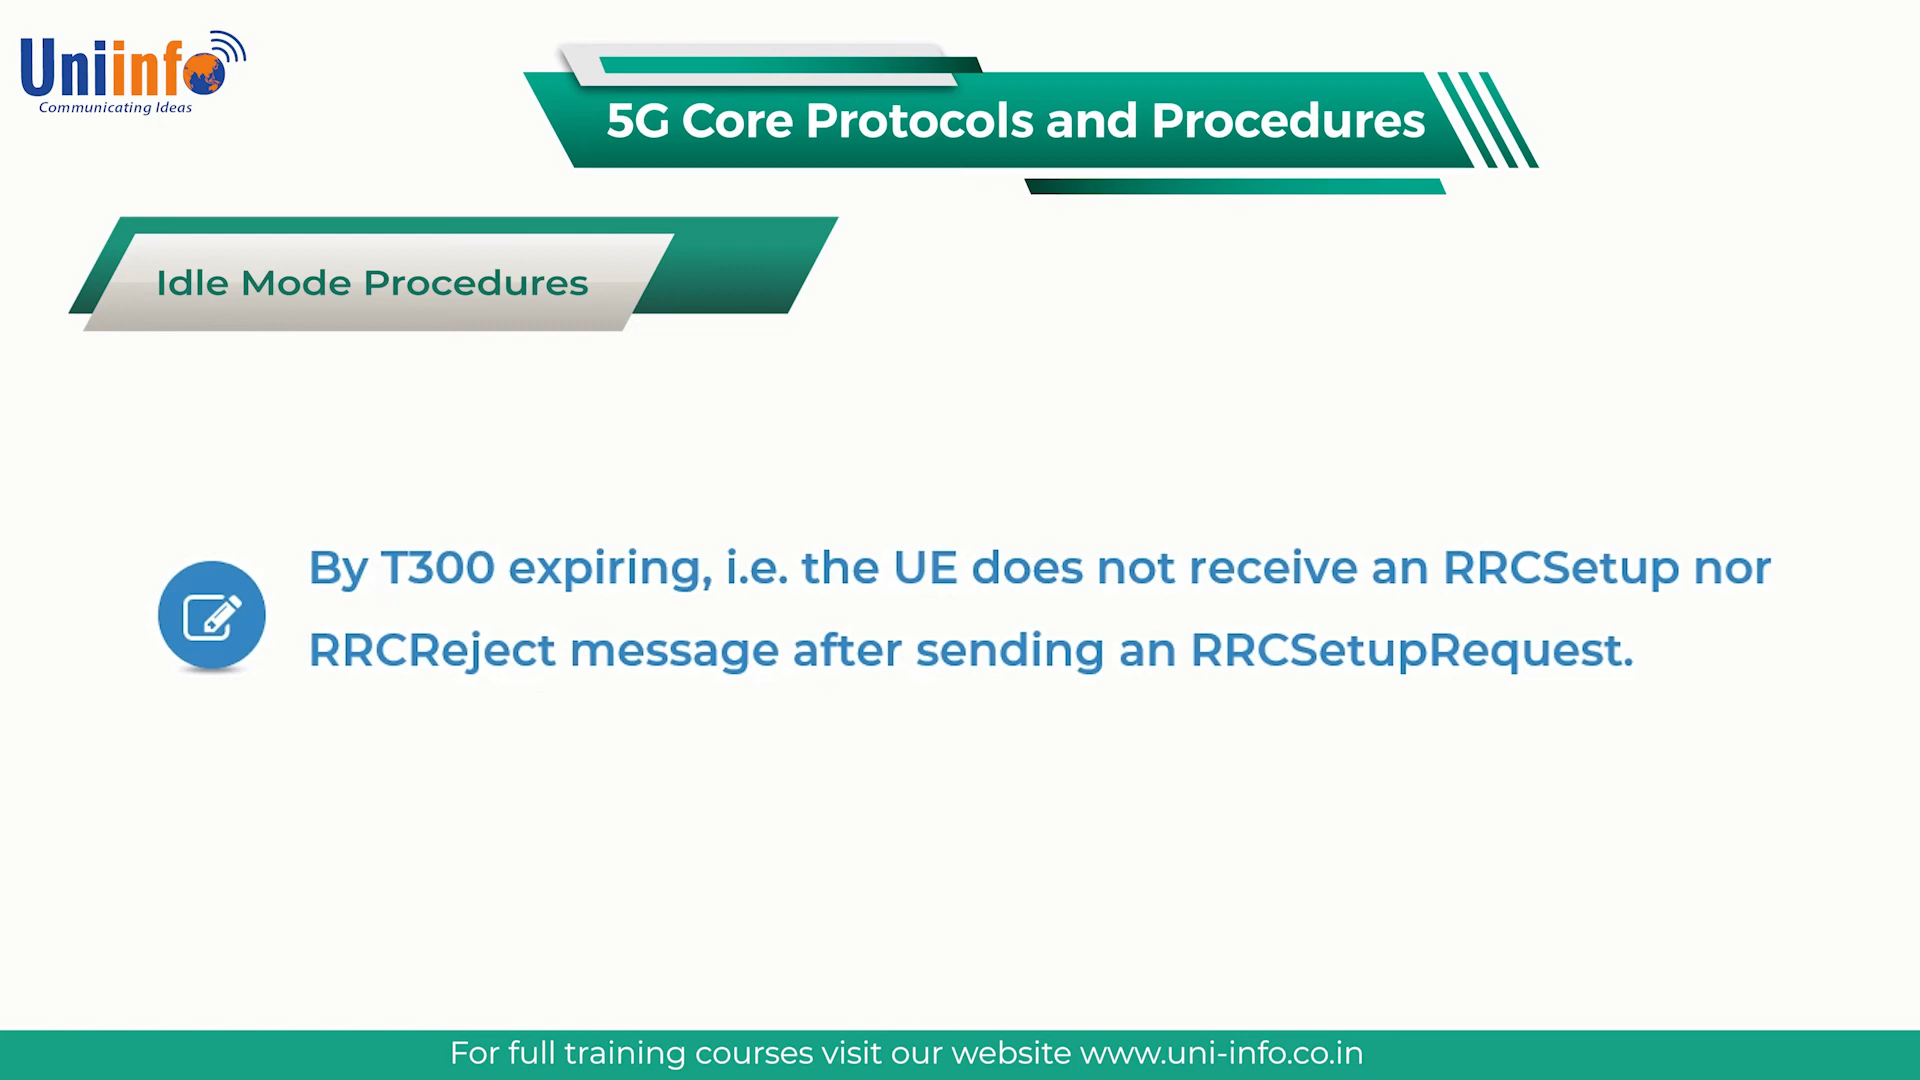 Uniinfo
Communicating Ideas
5G Core Protocols and Procedures
Idle Mode Procedures
By T300 expiring, i.e. the UE does not receive an RRCSetup nor
RRCReject message after sending an RRCSetupRequest.
For full training courses visit our website www.uni-info.co.in